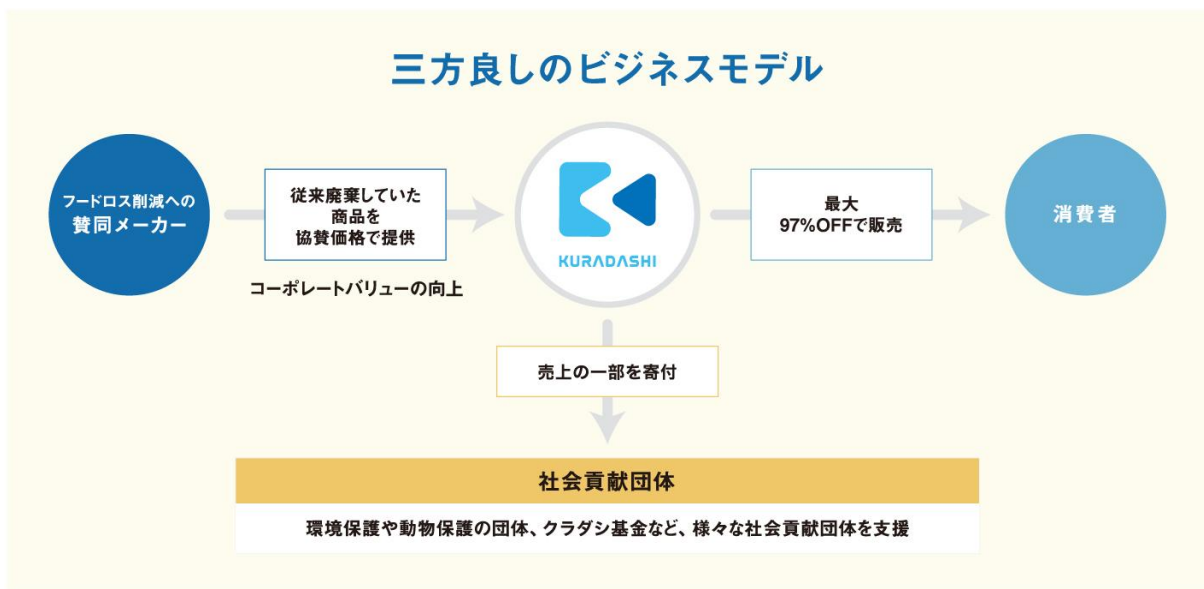 三方良しのビジネスモデル
フードロス削減への
賛同メーカー
従来廃棄していた
商品を
協賛価格で提供
コーポレートバリューの向上
KURADASHI
最大
97%OFFで販売
消費者
売上の一部を寄付
社会貢献団体
環境保護や動物保護の団体、クラダシ基金など、様々な社会貢献団体を支援